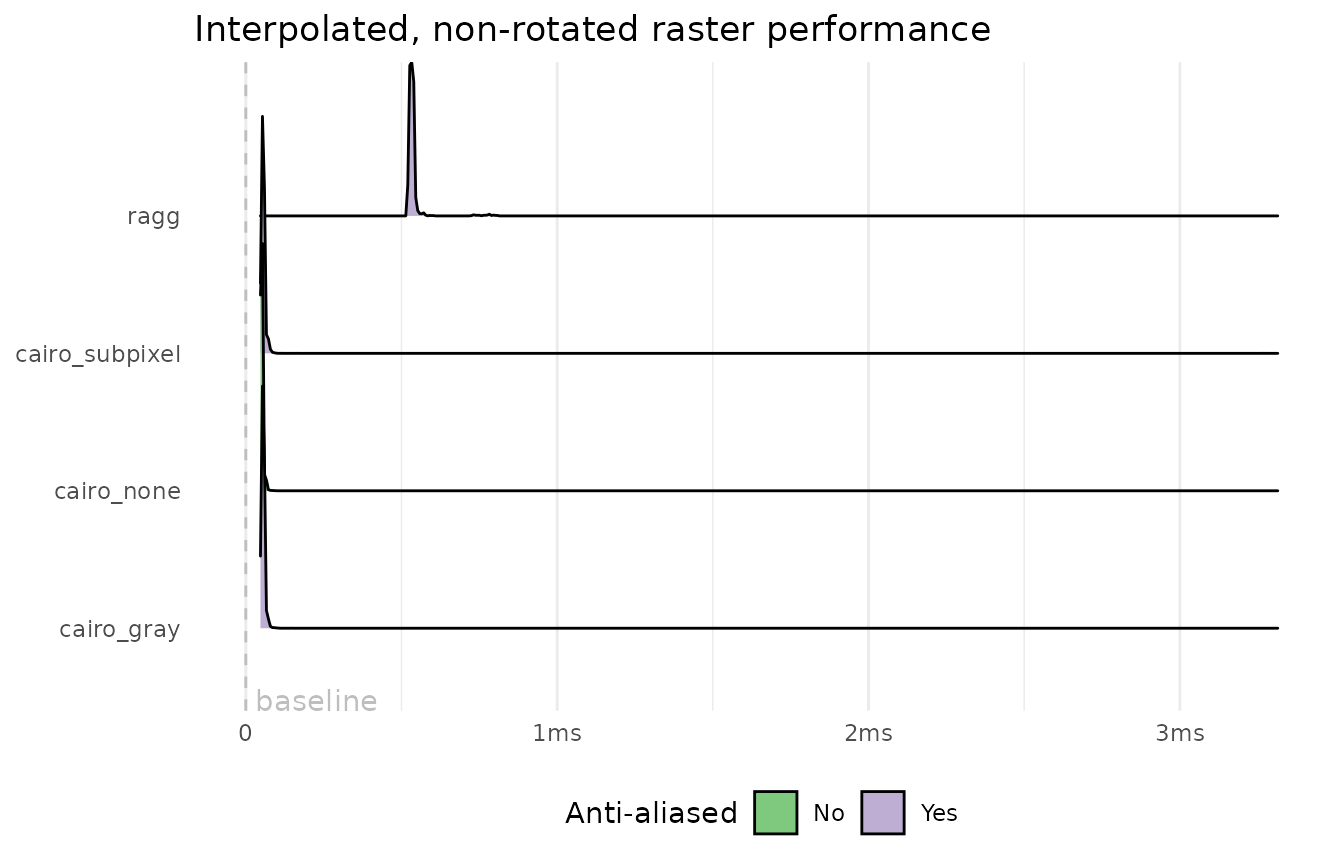 Interpolated, non-rotated raster performance
ragg
cairo_subpixel
cairo_none
cairo_gray
baseline
0 1ms 2ms 3ms
Anti-aliased No Yes